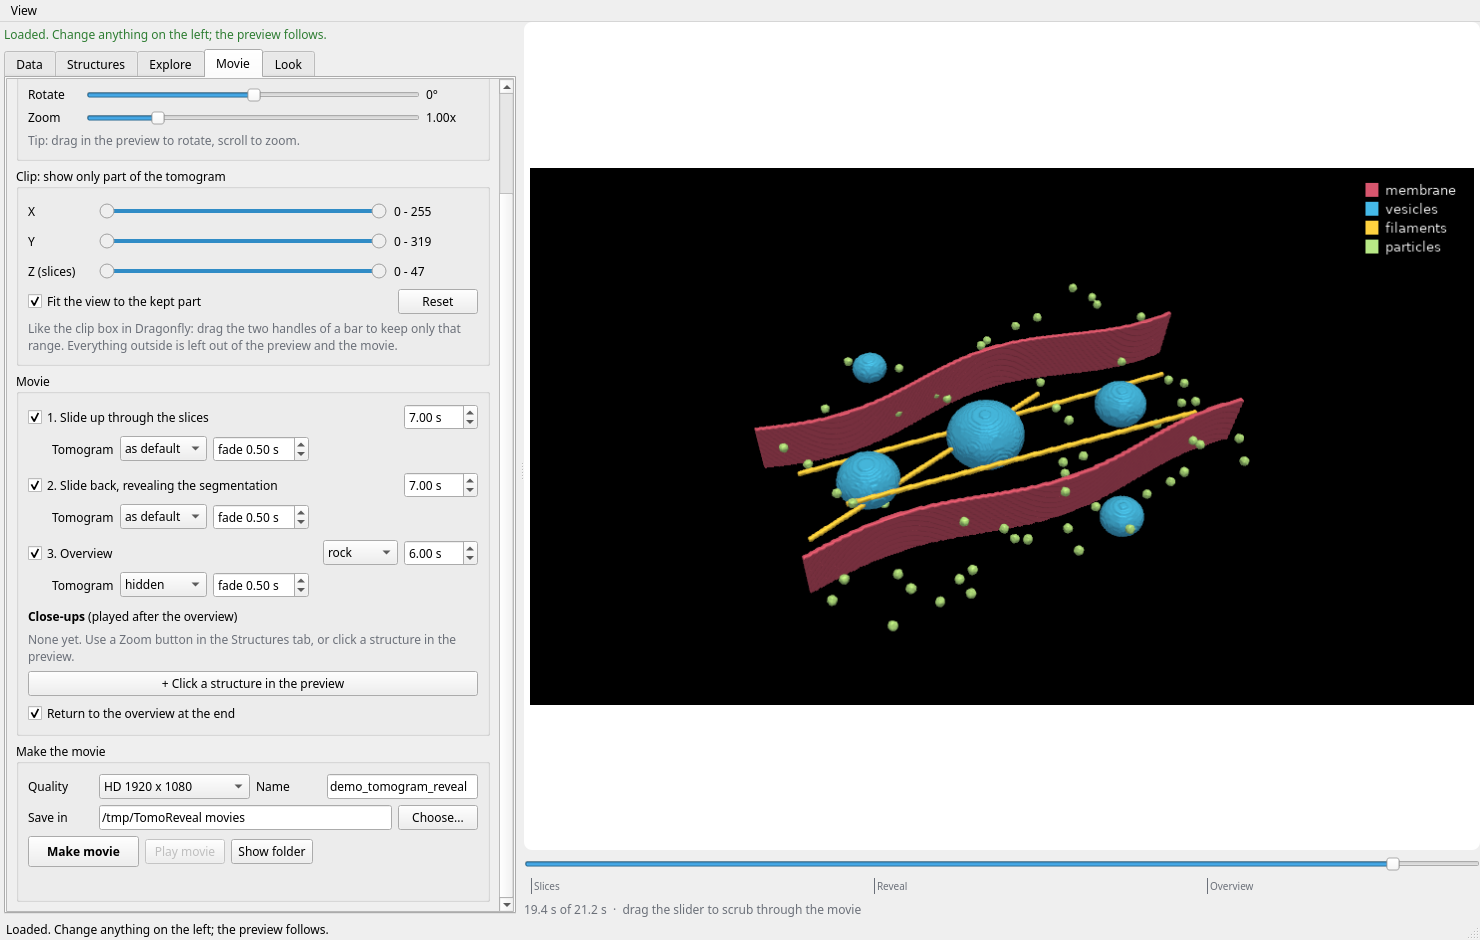 View
Loaded. Change anything on the left; the preview follows.
Data Structures Explore Movie Look
Rotate 0°
Zoom 1.00x
Tip: drag in the preview to rotate, scroll to zoom.
Clip: show only part of the tomogram
X 0 - 255
Y 0 - 319
Z (slices) 0 - 47
Fit the view to the kept part Reset
Like the clip box in Dragonfly: drag the two handles of a bar to keep only that
range. Everything outside is left out of the preview and the movie.
Movie
1. Slide up through the slices 7.00 s
Tomogram as default fade 0.50 s
2. Slide back, revealing the segmentation 7.00 s
Tomogram as default fade 0.50 s
3. Overview rock 6.00 s
Tomogram hidden fade 0.50 s
Close-ups (played after the overview)
None yet. Use a Zoom button in the Structures tab, or click a structure in the
preview.
+ Click a structure in the preview
Return to the overview at the end
Make the movie
Quality HD 1920 x 1080 Name demo_tomogram_reveal
Save in /tmp/TomoReveal movies Choose...
Make movie Play movie Show folder
membrane
vesicles
filaments
particles
Slices Reveal Overview
19.4 s of 21.2 s · drag the slider to scrub through the movie
Loaded. Change anything on the left; the preview follows.